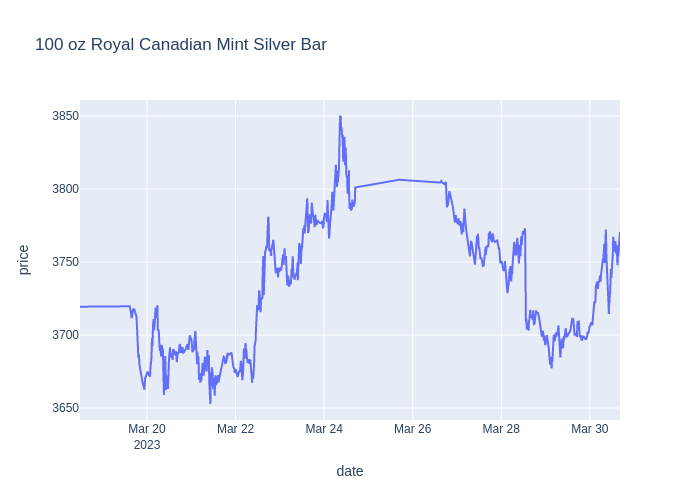 100 oz Royal Canadian Mint Silver Bar
3850
3800
3750
3700
3650
price
Mar 20
2023
Mar 22
Mar 24
Mar 26
Mar 28
Mar 30
date